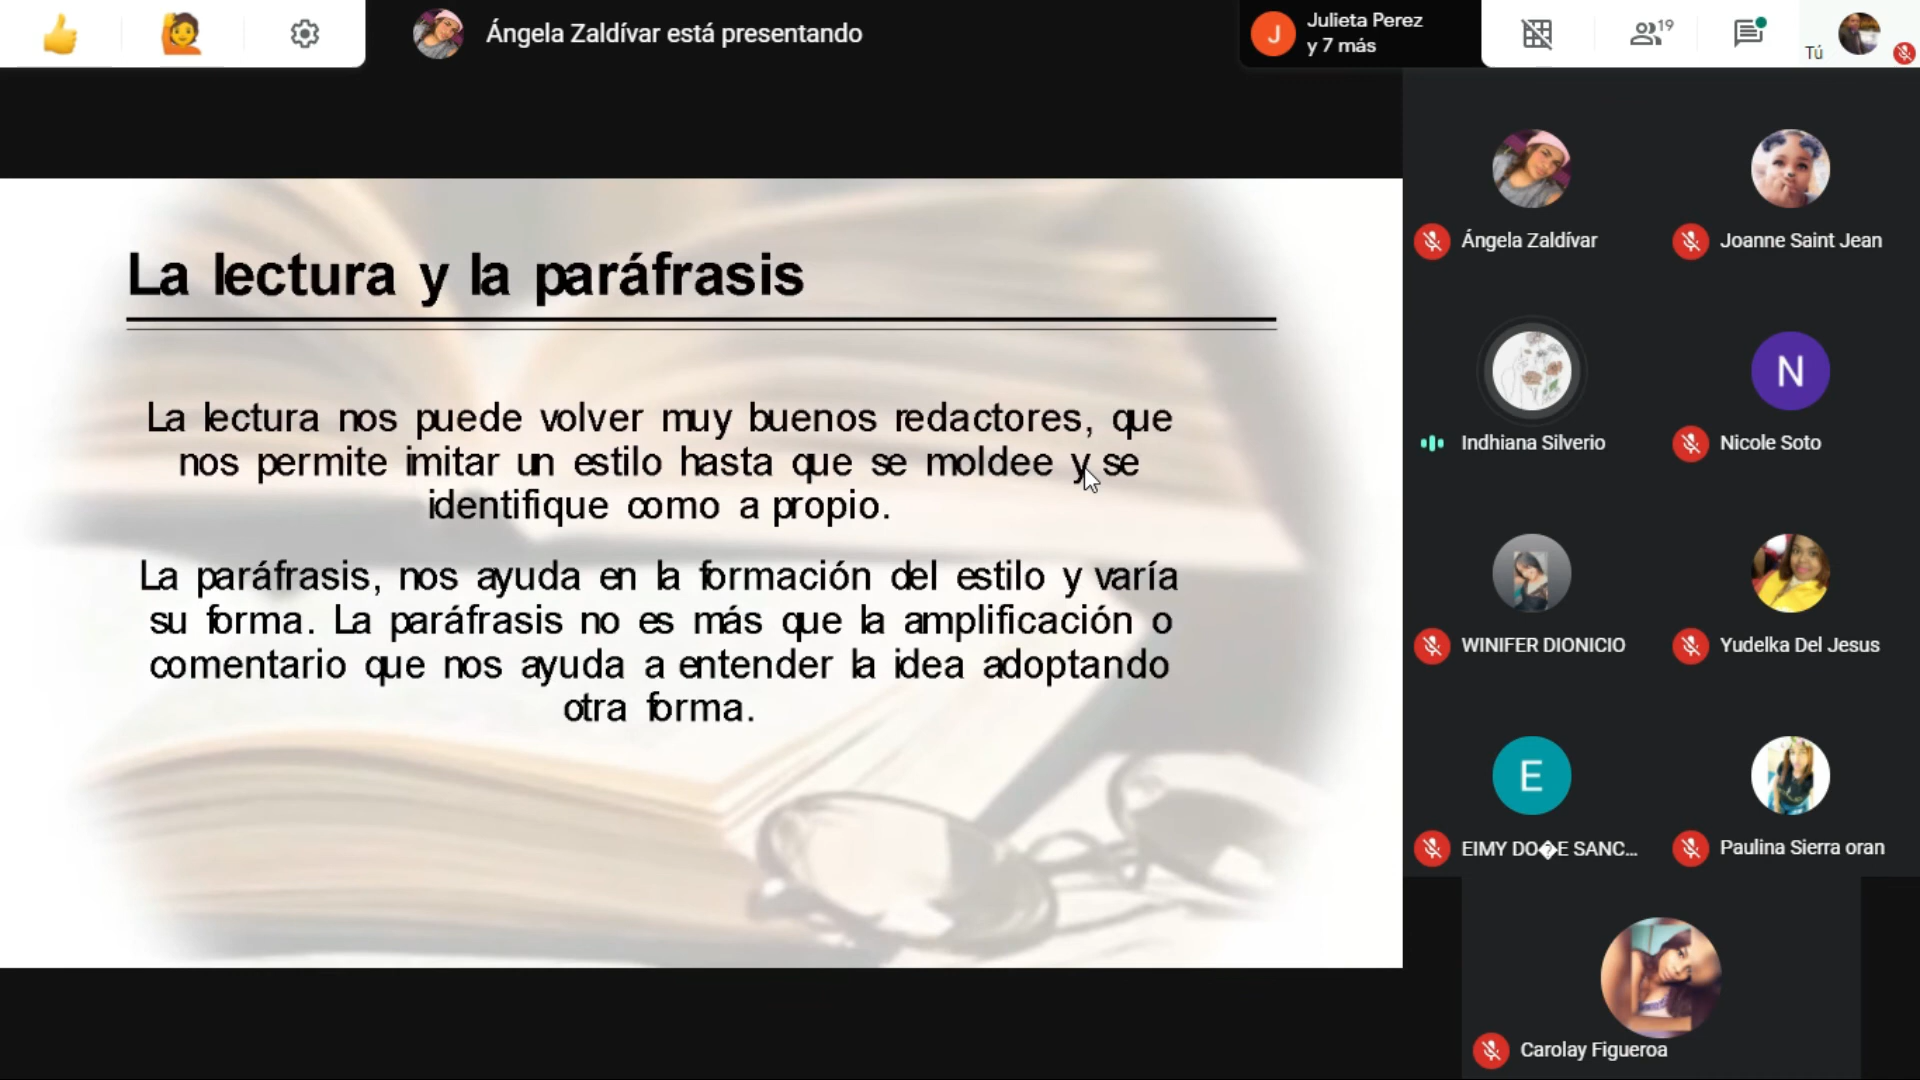 Ángela Zaldívar está presentando
J
Julieta Perez
y 7 más
19
Tú
La lectura y la paráfrasis
La lectura nos puede volver muy buenos redactores, que
nos permite imitar un estilo hasta que se moldee y se
identifique como a propio.
La paráfrasis, nos ayuda en la formación del estilo y varía
su forma. La paráfrasis no es más que la amplificación o
comentario que nos ayuda a entender la idea adoptando
otra forma.
Ángela Zaldívar
Joanne Saint Jean
N
Indhiana Silverio
Nicole Soto
WINIFER DIONICIO
Yudelka Del Jesus
E
EIMY DO�E SANC...
Paulina Sierra oran
Carolay Figueroa